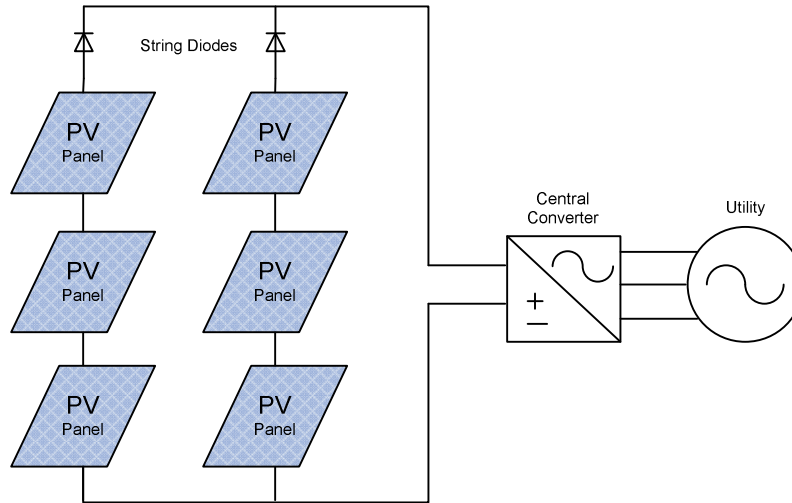 String Diodes
PV
Panel
PV
Panel
Central
Converter
Utility
PV
Panel
PV
Panel
+
−
PV
Panel
PV
Panel